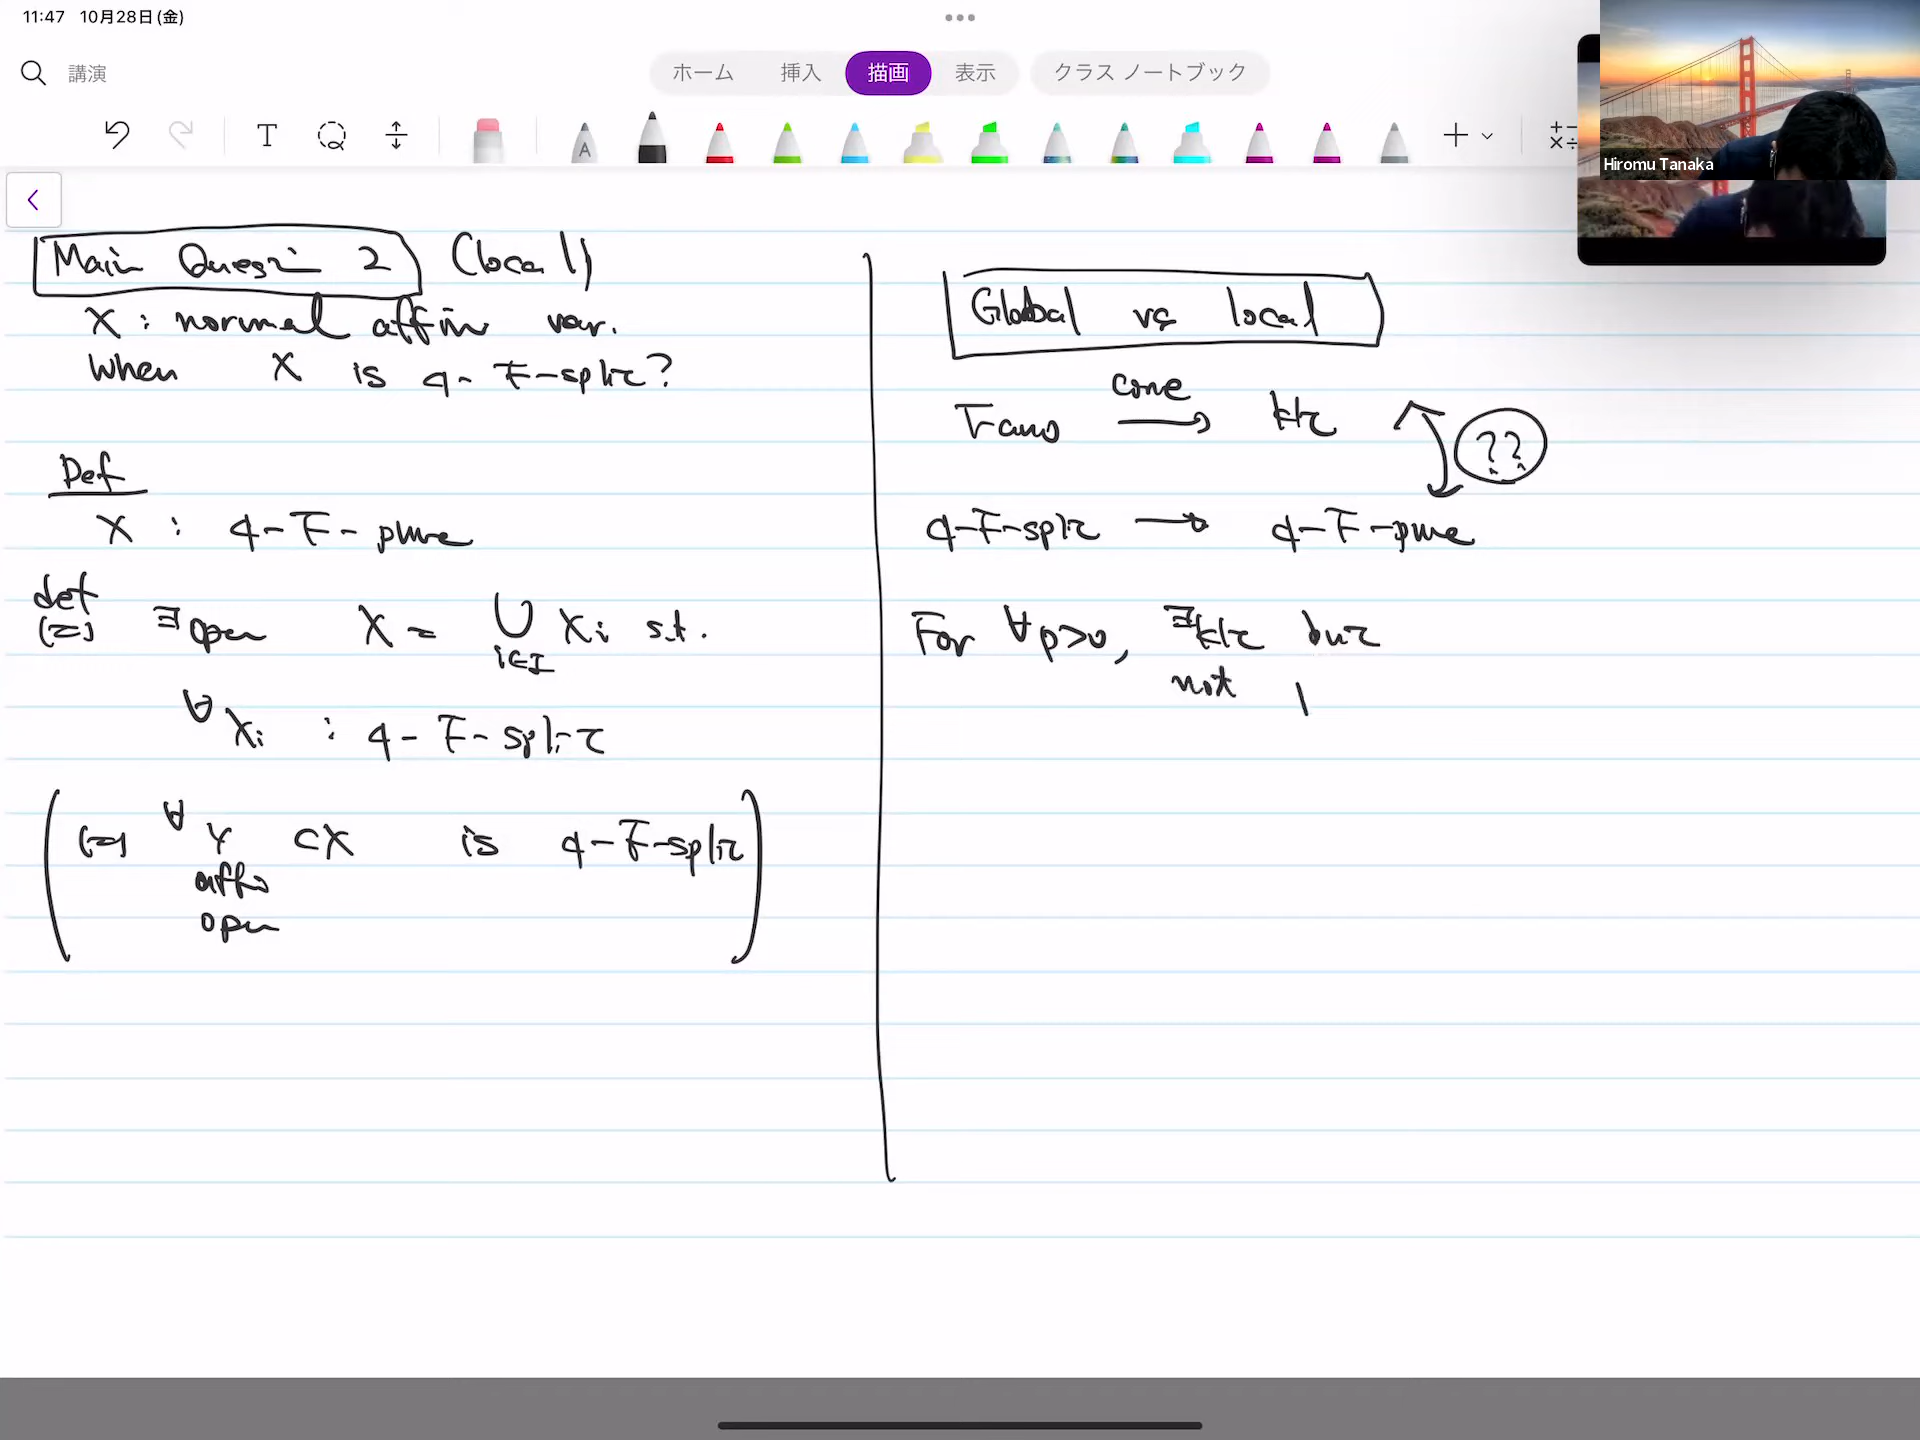 11:47 10月28日(金)
講演
ホーム 挿入 描画 表示 クラス ノートブック
T
A
Hiromu Tanaka
Main Quesi 2 (local)
X : normal affin var.
When X is q-F-split?
Def
X : q-F-pure
def
⇔ ∃open X = ∪ Xi s.t.
i∈I
∀Xi : q-F-split
(⇔ ∀Y ⊂X is q-F-split)
affi
open
Global vs local
cone
Fano → klt
??
q-F-split → q-F-pure
For ∀p>0, ∃klt but
not